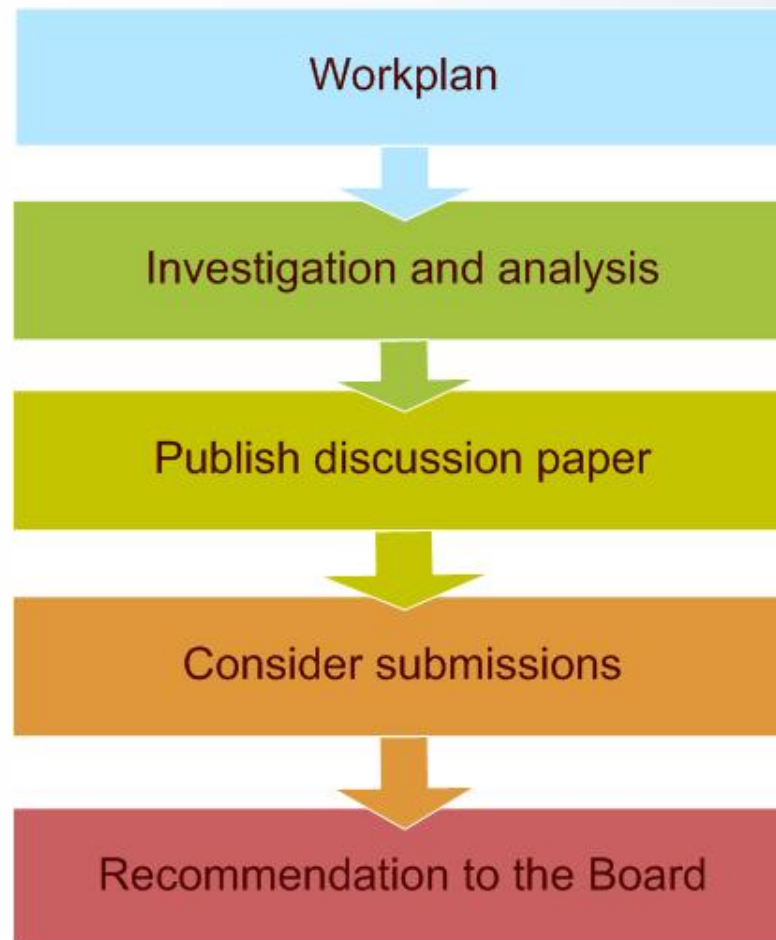 Workplan
Investigation and analysis
Publish discussion paper
Consider submissions
Recommendation to the Board